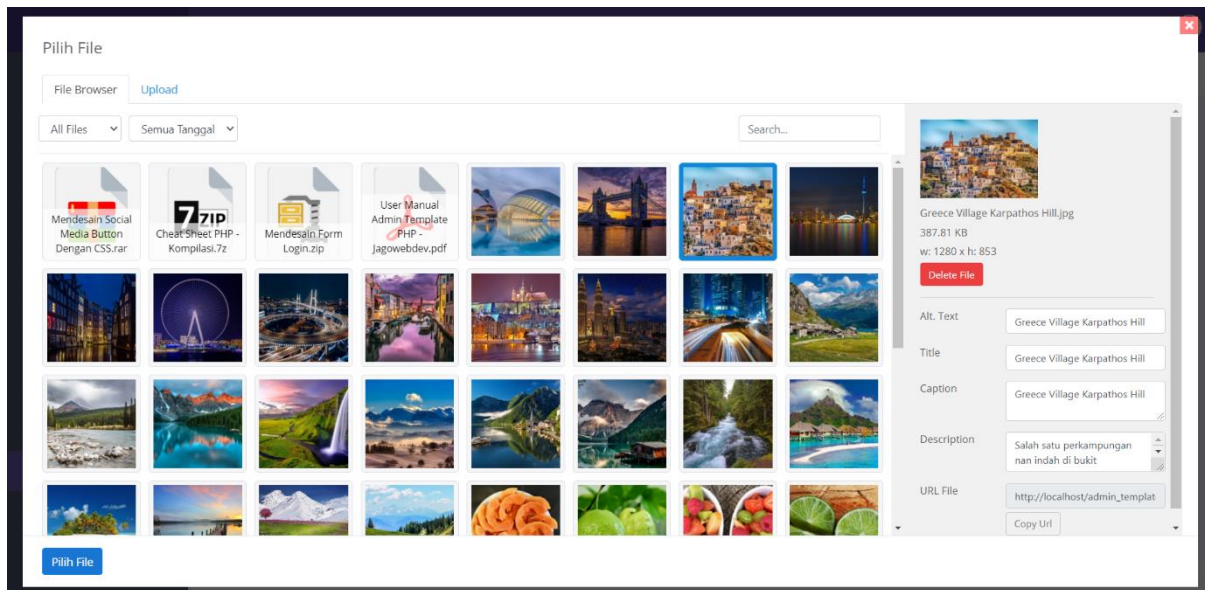 Pilih File
File Browser
Upload
All Files
Semua Tanggal
Search...
Mendesain Social
Media Button
Dengan CSS.rar
7 ZIP
Cheat Sheet PHP -
Kompilasi.7z
Mendesain Form
Login.zip
User Manual
Admin Template
PHP -
Jagowebdev.pdf
Greece Village Karpathos Hill.jpg
387.81 KB
w: 1280 x h: 853
Delete File
Alt. Text
Greece Village Karpathos Hill
Title
Greece Village Karpathos Hill
Caption
Greece Village Karpathos Hill
Description
Salah satu perkampungan
nan indah di bukit
URL File
http://localhost/admin_templat
Copy Url
Pilih File